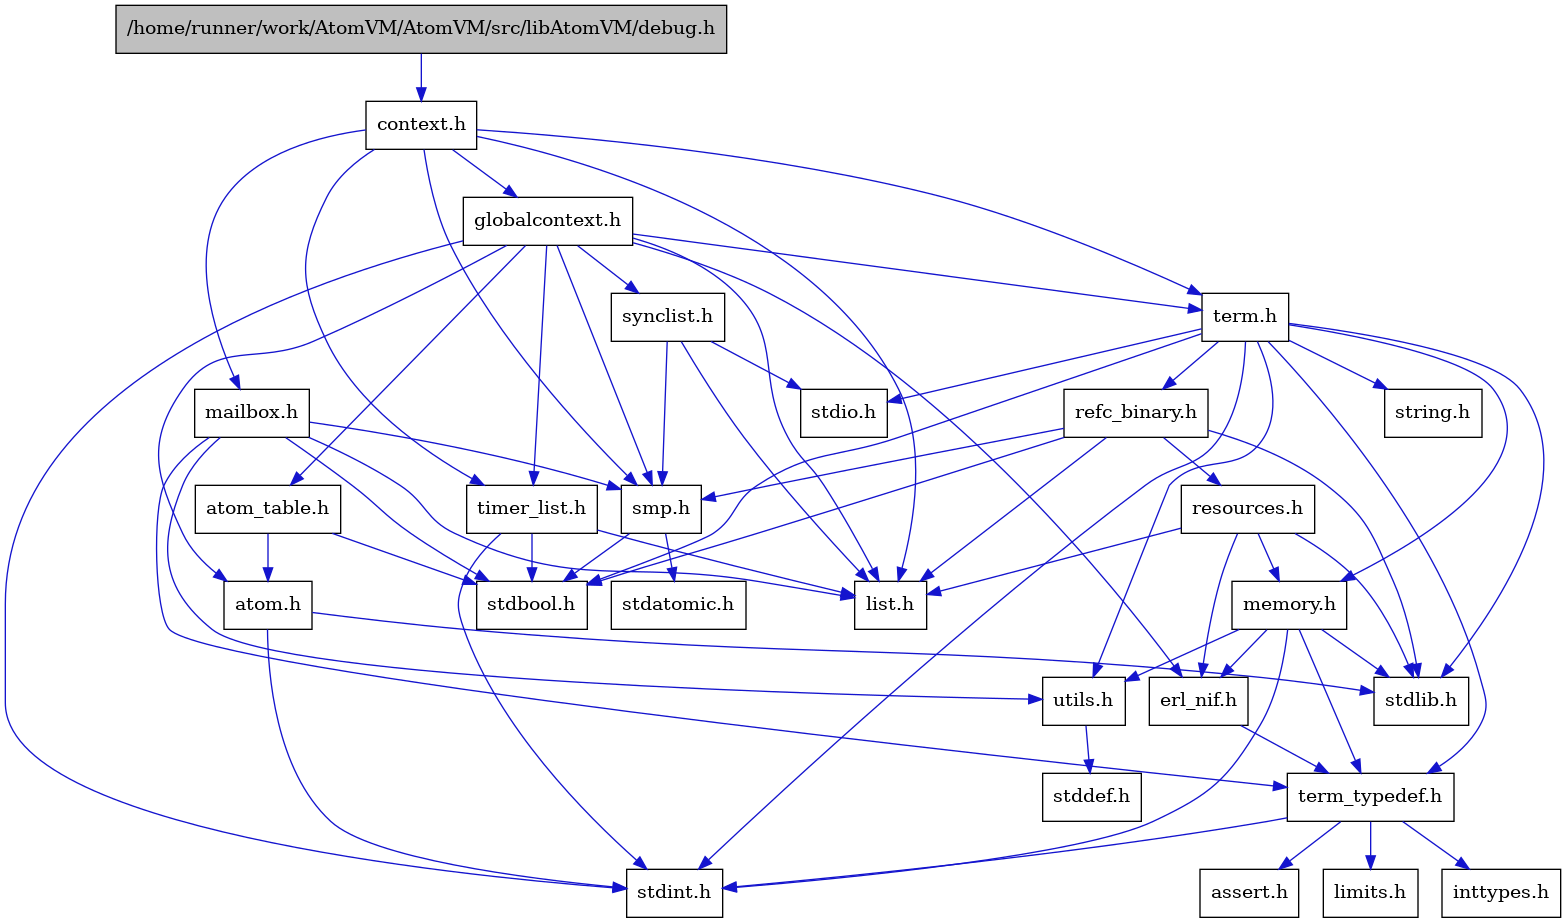 /home/runner/work/AtomVM/AtomVM/src/libAtomVM/debug.h
context.h
globalcontext.h
synclist.h
term.h
mailbox.h
stdio.h
refc_binary.h
string.h
atom_table.h
timer_list.h
smp.h
resources.h
atom.h
stdbool.h
stdatomic.h
list.h
memory.h
utils.h
erl_nif.h
stdlib.h
stddef.h
term_typedef.h
stdint.h
assert.h
limits.h
inttypes.h